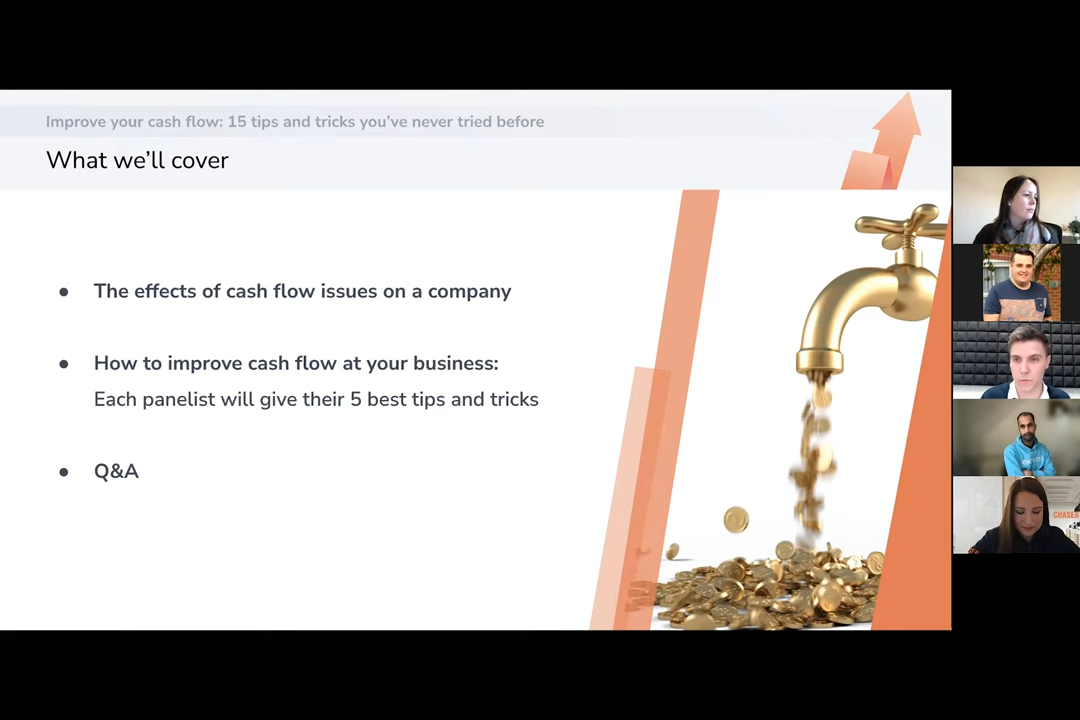 Improve your cash flow: 15 tips and tricks you've never tried before
What we'll cover
● The effects of cash flow issues on a company
● How to improve cash flow at your business:
Each panelist will give their 5 best tips and tricks
● Q&A
CHASER